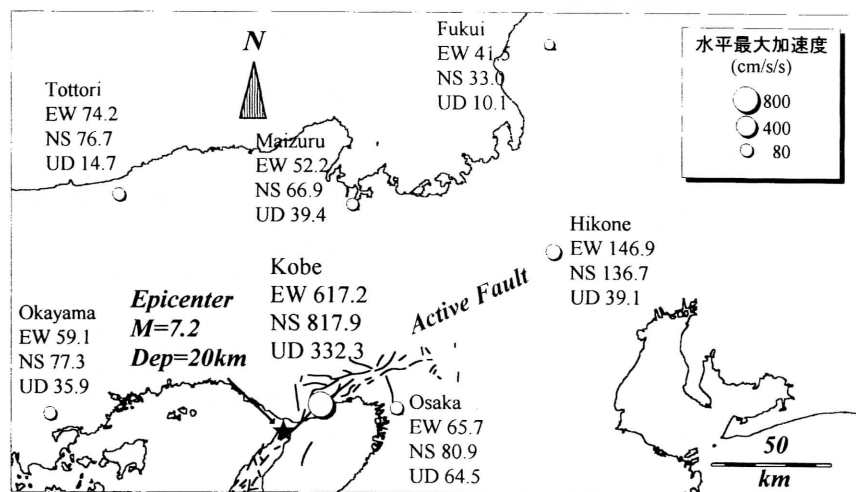 Fukui
EW 41.5
NS 33.0
UD 10.1
水平最大加速度
(cm/s/s)
800
400
80
N
Tottori
EW 74.2
NS 76.7
UD 14.7
Maizuru
EW 52.2
NS 66.9
UD 39.4
Hikone
EW 146.9
NS 136.7
UD 39.1
Kobe
EW 617.2
NS 817.9
UD 332.3
Active Fault
Epicenter
M=7.2
Dep=20km
Okayama
EW 59.1
NS 77.3
UD 35.9
Osaka
EW 65.7
NS 80.9
UD 64.5
50
km